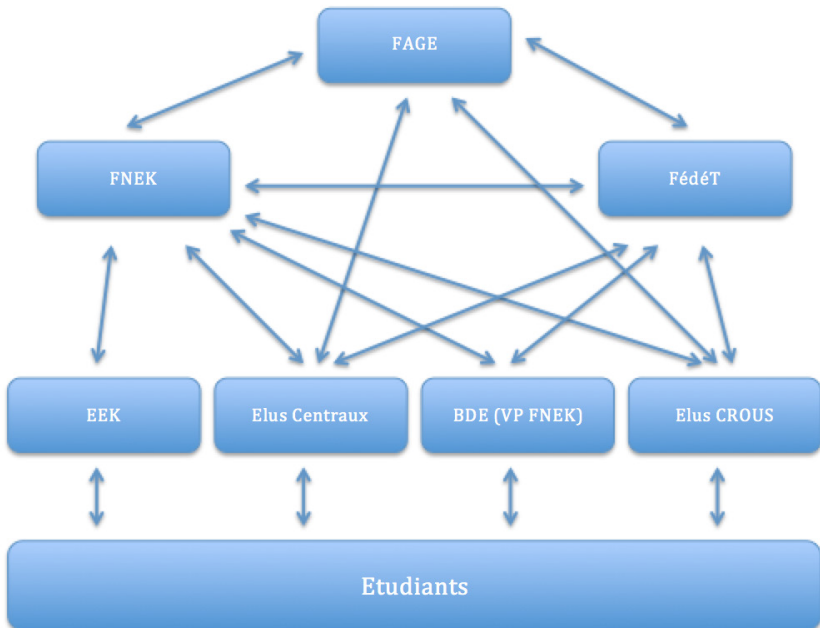 FAGE
FNEK
FédéT
EEK
Elus Centraux
BDE (VP FNEK)
Elus CROUS
Etudiants